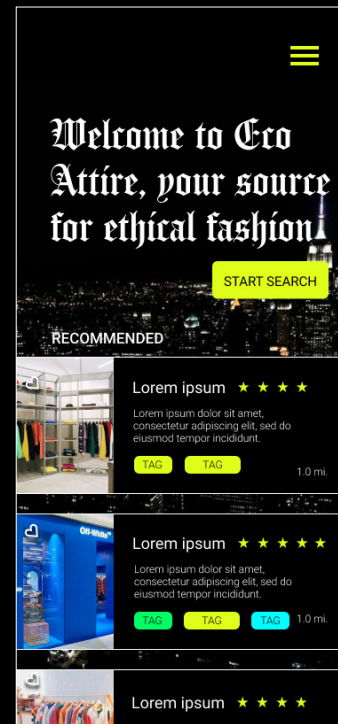 Welcome to Eco
Attire, your source
for ethical fashion
START SEARCH
RECOMMENDED
Lorem ipsum
Lorem ipsum dolor sit amet,
consectetur adipiscing elit, sed do
eiusmod tempor incididunt.
TAG TAG
1.0 mi.
Off-White™
Lorem ipsum
Lorem ipsum dolor sit amet,
consectetur adipiscing elit, sed do
eiusmod tempor incididunt.
TAG TAG TAG 1.0 mi.
Lorem ipsum